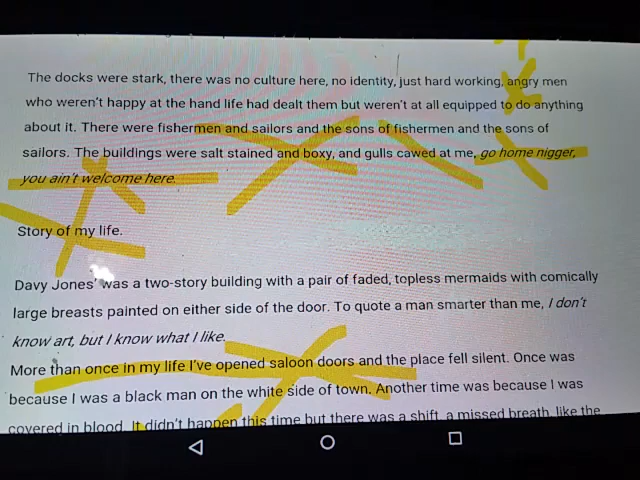 The docks were stark, there was no culture here, no identity, just hard working, angry men
who weren't happy at the hand life had dealt them but weren't at all equipped to do anything
about it. There were fishermen and sailors and the sons of fishermen and the sons of
sailors. The buildings were salt stained and boxy, and gulls cawed at me, go home nigger,
you ain't welcome here.
Story of my life.
Davy Jones' was a two-story building with a pair of faded, topless mermaids with comically
large breasts painted on either side of the door. To quote a man smarter than me, I don't
know art, but I know what I like.
More than once in my life I've opened saloon doors and the place fell silent. Once was
because I was a black man on the white side of town. Another time was because I was
covered in blood. It didn't happen this time but there was a shift, a missed breath, like the